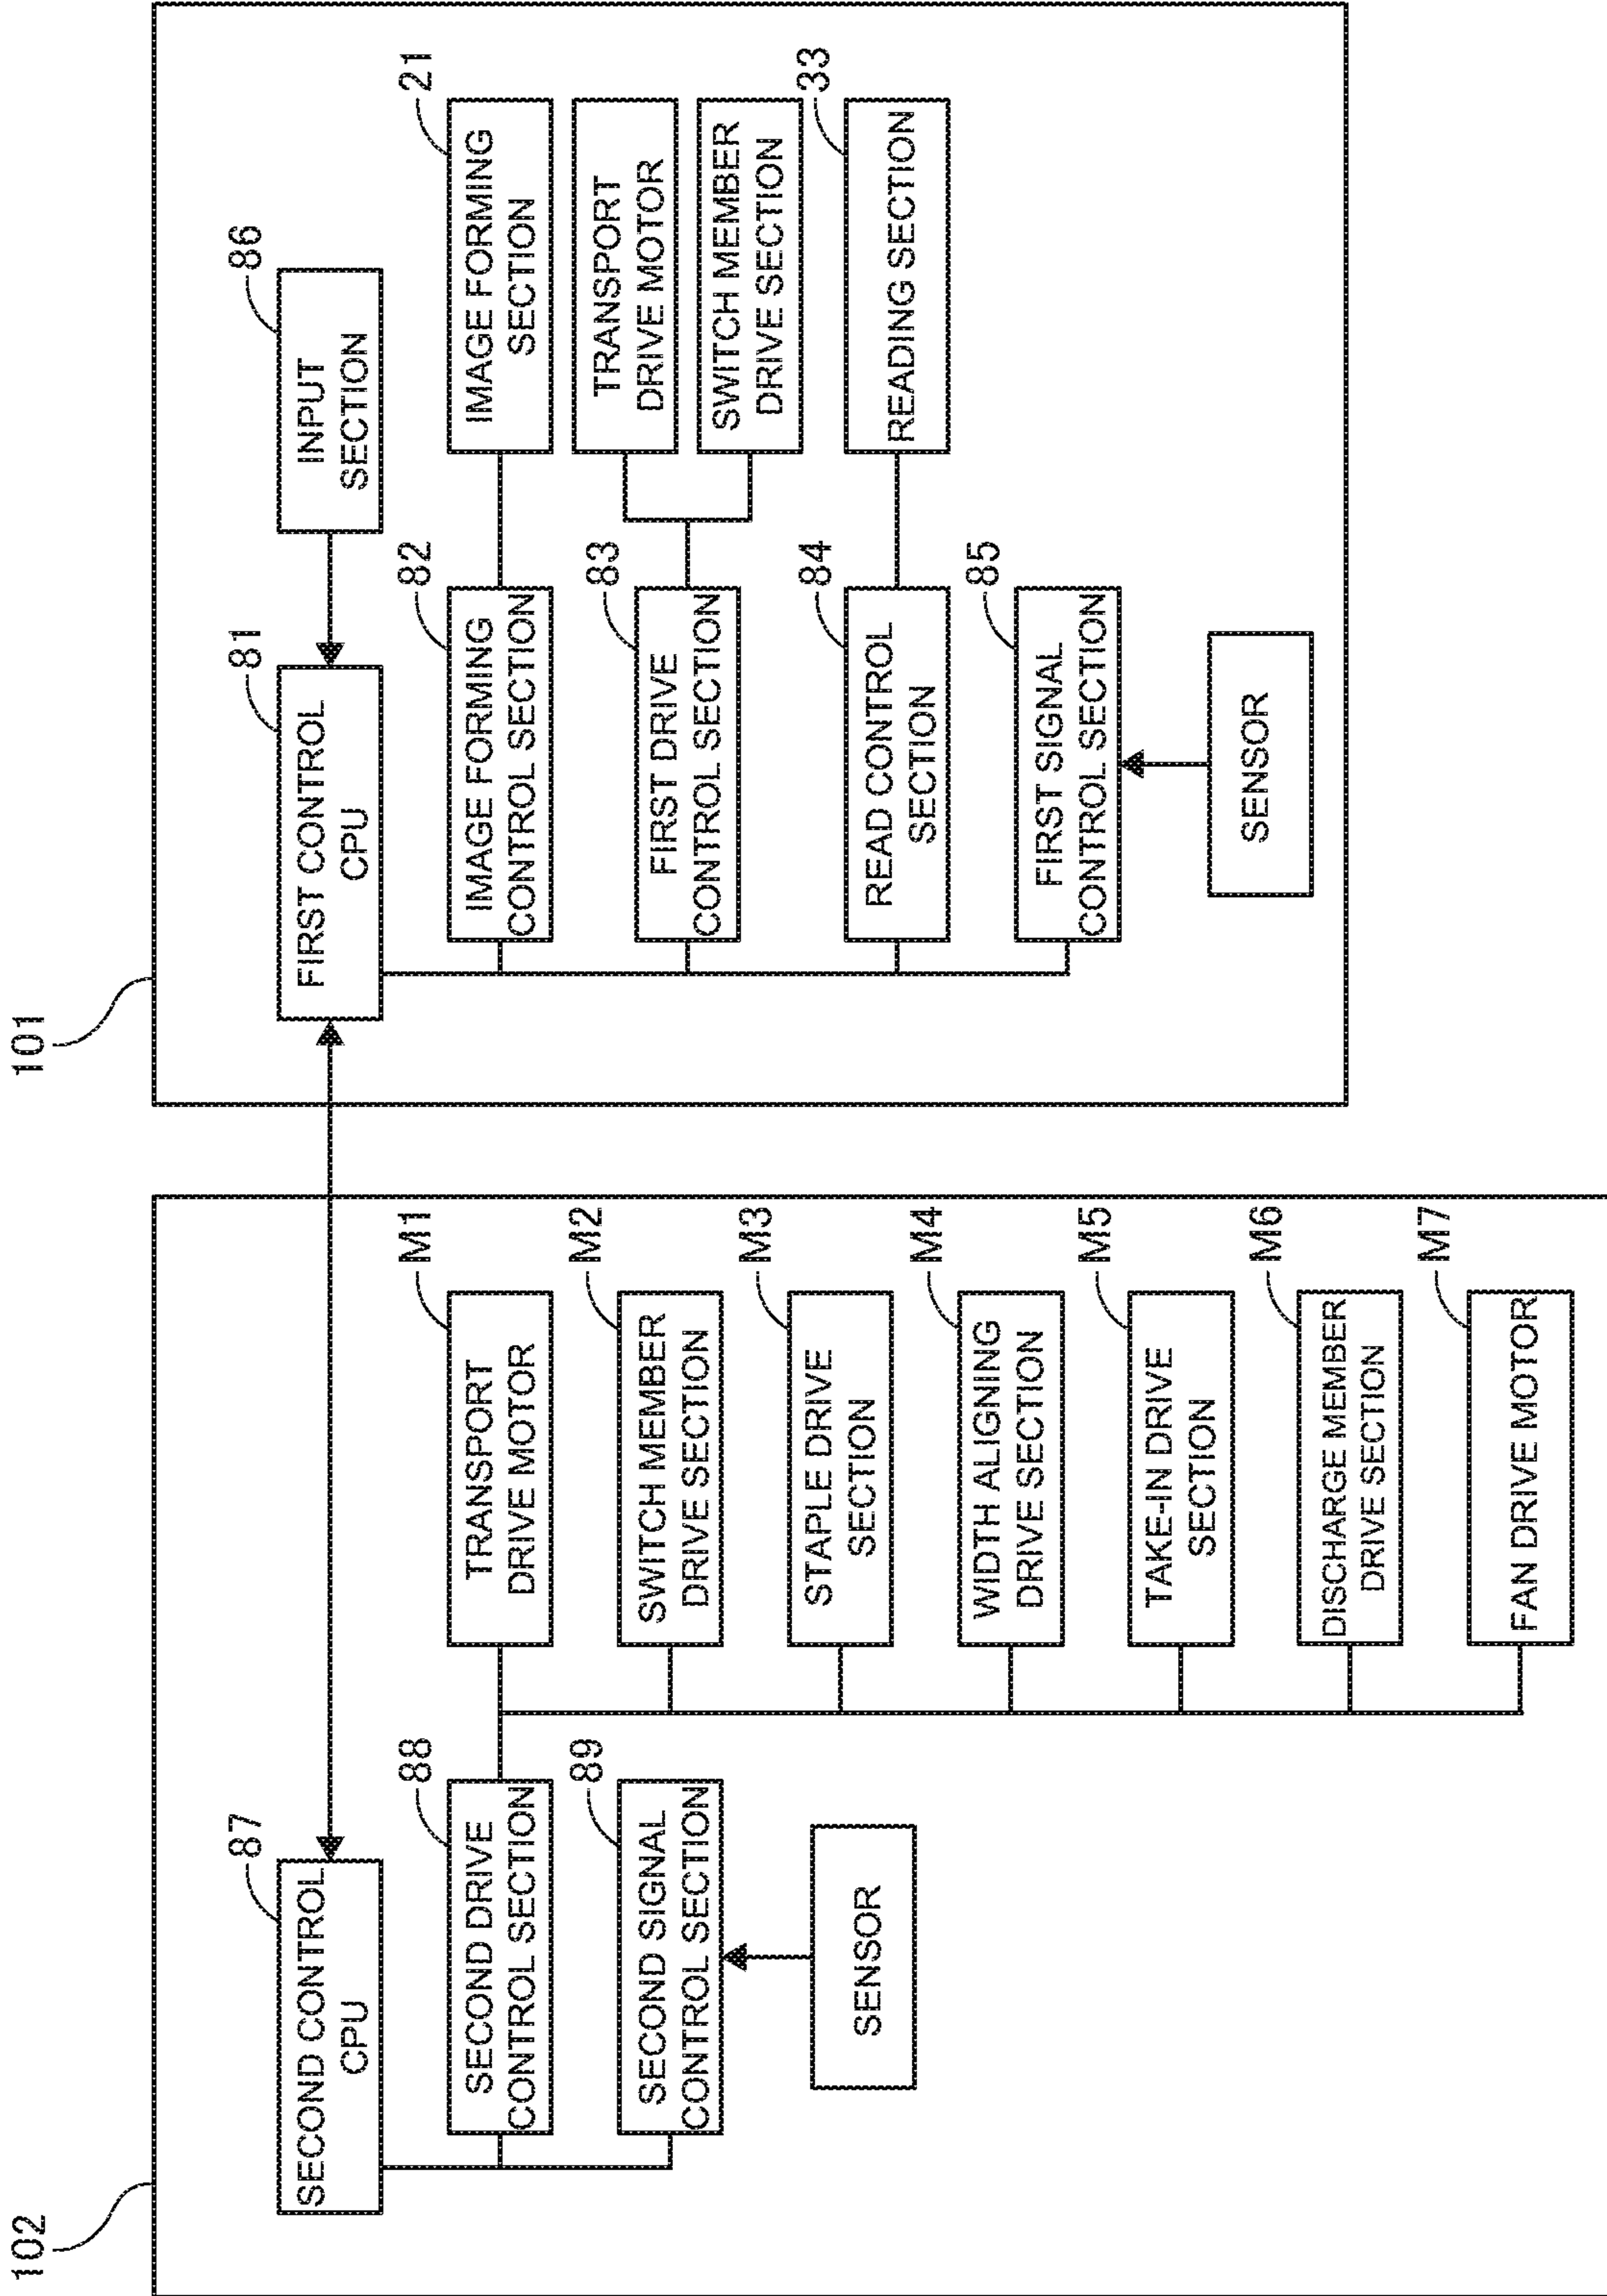 102
87
SECOND CONTROL
CPU
88
SECOND DRIVE
CONTROL SECTION
89
SECOND SIGNAL
CONTROL SECTION
SENSOR
M1
TRANSPORT
DRIVE MOTOR
M2
SWITCH MEMBER
DRIVE SECTION
M3
STAPLE DRIVE
SECTION
M4
WIDTH ALIGNING
DRIVE SECTION
M5
TAKE-IN DRIVE
SECTION
M6
DISCHARGE MEMBER
DRIVE SECTION
M7
FAN DRIVE MOTOR
101
81
FIRST CONTROL
CPU
86
INPUT
SECTION
82
IMAGE FORMING
CONTROL SECTION
21
IMAGE FORMING
SECTION
83
FIRST DRIVE
CONTROL SECTION
TRANSPORT
DRIVE MOTOR
SWITCH MEMBER
DRIVE SECTION
84
READ CONTROL
SECTION
33
READING SECTION
85
FIRST SIGNAL
CONTROL SECTION
SENSOR